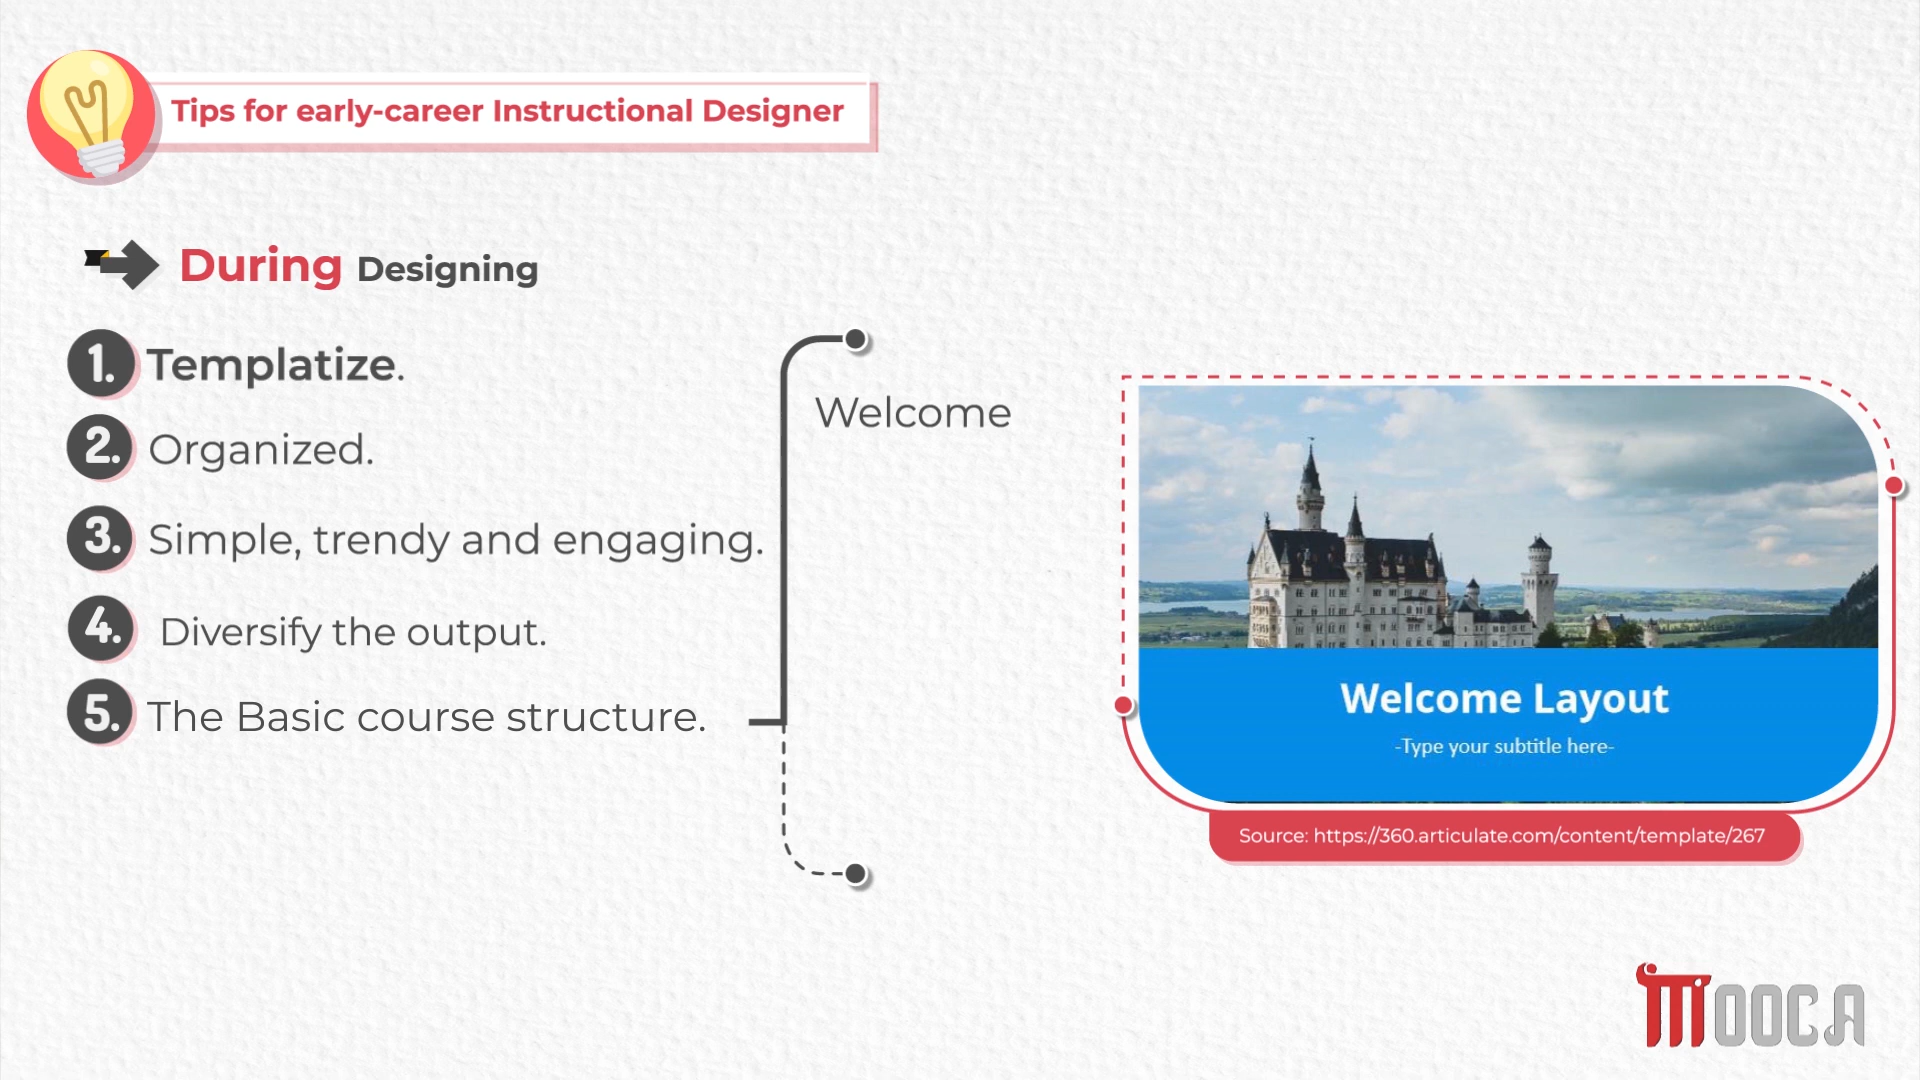 Tips for early-career Instructional Designer
During Designing
1. Templatize.
2. Organized.
3. Simple, trendy and engaging.
4. Diversify the output.
5. The Basic course structure.
Welcome
Welcome Layout
-Type your subtitle here-
Source: https://360.articulate.com/content/template/267
MOOCA